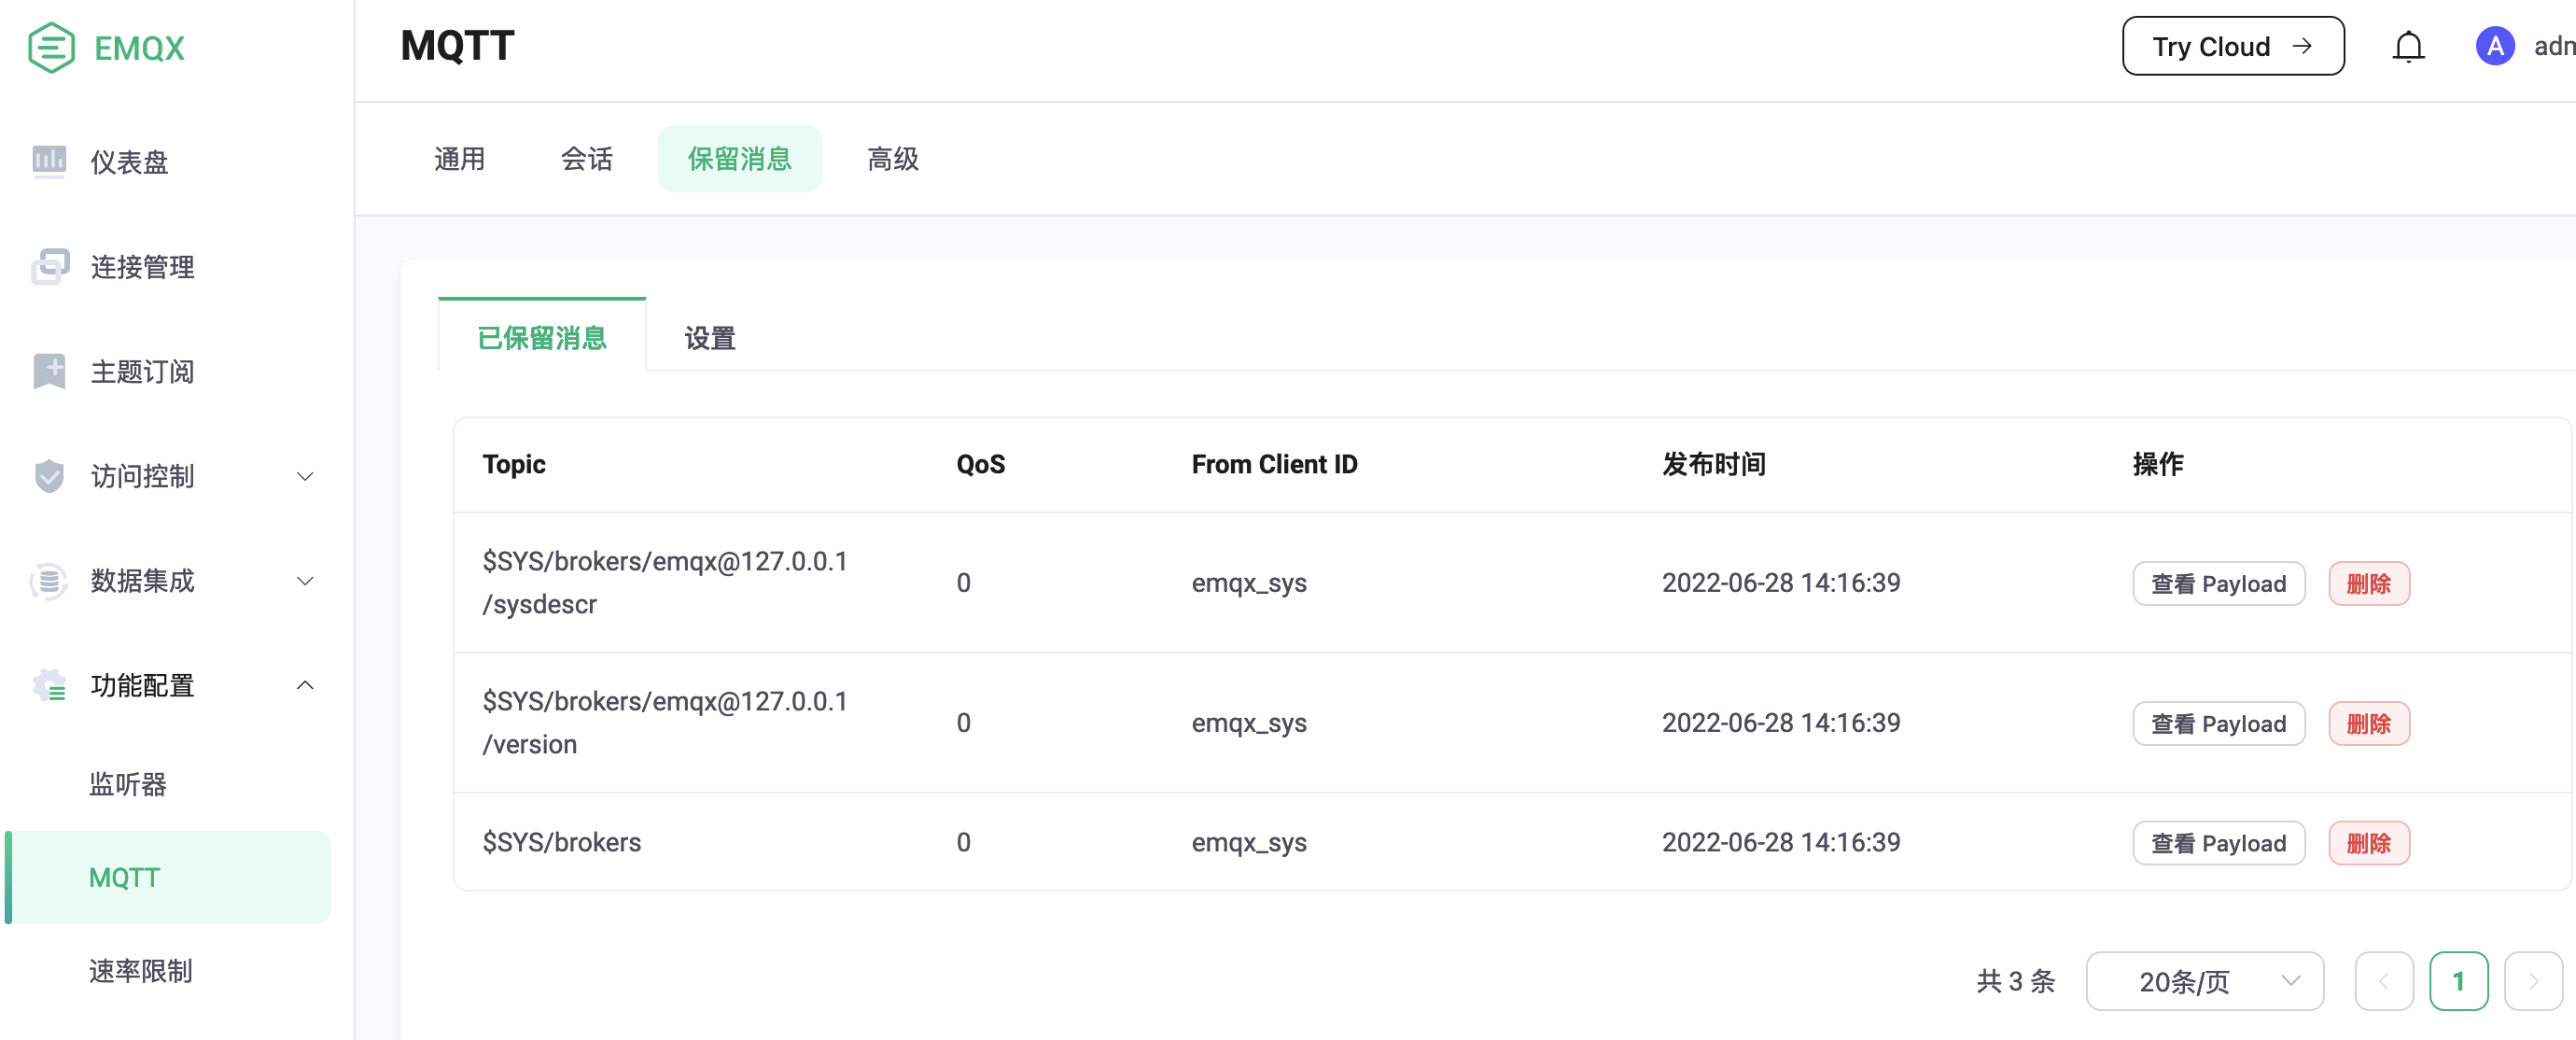 EMQX
MQTT
Try Cloud →
A
adm
仪表盘
连接管理
主题订阅
访问控制
数据集成
功能配置
监听器
MQTT
速率限制
通用 会话 保留消息 高级
已保留消息 设置
Topic QoS From Client ID 发布时间 操作
$SYS/brokers/emqx@127.0.0.1
/sysdescr
0 emqx_sys 2022-06-28 14:16:39 查看 Payload 删除
$SYS/brokers/emqx@127.0.0.1
/version
0 emqx_sys 2022-06-28 14:16:39 查看 Payload 删除
$SYS/brokers 0 emqx_sys 2022-06-28 14:16:39 查看 Payload 删除
共 3 条 20条/页 1